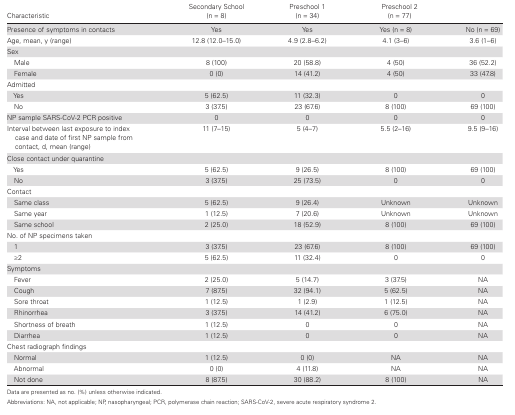 Secondary School Preschool 1 Preschool 2
Characteristic (n = 8) (n = 34) (n = 77)
Presence of symptoms in contacts Yes Yes Yes (n = 8) No (n = 69)
Age, mean, y (range) 12.8 (12.0–15.0) 4.9 (2.8–6.2) 4.1 (3–6) 3.6 (1–6)
Sex
Male 8 (100) 20 (58.8) 4 (50) 36 (52.2)
Female 0 (0) 14 (41.2) 4 (50) 33 (47.8)
Admitted
Yes 5 (62.5) 11 (32.3) 0 0
No 3 (37.5) 23 (67.6) 8 (100) 69 (100)
NP sample SARS-CoV-2 PCR positive 0 0 0 0
Interval between last exposure to index 11 (7–15) 5 (4–7) 5.5 (2–16) 9.5 (9–16)
case and date of first NP sample from
contact, d, mean (range)
Close contact under quarantine
Yes 5 (62.5) 9 (26.5) 8 (100) 69 (100)
No 3 (37.5) 25 (73.5) 0 0
Contact
Same class 5 (62.5) 9 (26.4) Unknown Unknown
Same year 1 (12.5) 7 (20.6) Unknown Unknown
Same school 2 (25.0) 18 (52.9) 8 (100) 69 (100)
No. of NP specimens taken
1 3 (37.5) 23 (67.6) 8 (100) 69 (100)
≥2 5 (62.5) 11 (32.4) 0 0
Symptoms
Fever 2 (25.0) 5 (14.7) 3 (37.5) NA
Cough 7 (87.5) 32 (94.1) 5 (62.5) NA
Sore throat 1 (12.5) 1 (2.9) 1 (12.5) NA
Rhinorrhea 3 (37.5) 14 (41.2) 6 (75.0) NA
Shortness of breath 1 (12.5) 0 0 NA
Diarrhea 1 (12.5) 0 0 NA
Chest radiograph findings
Normal 1 (12.5) 0 (0) NA NA
Abnormal 0 (0) 4 (11.8) NA NA
Not done 8 (87.5) 30 (88.2) 8 (100) NA
Data are presented as no. (%) unless otherwise indicated.
Abbreviations: NA, not applicable; NP, nasopharyngeal; PCR, polymerase chain reaction; SARS-CoV-2, severe acute respiratory syndrome 2.